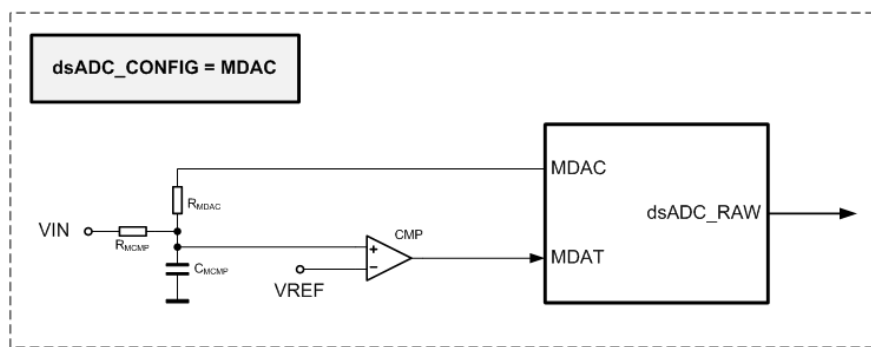 dsADC_CONFIG = MDAC
MDAC
RMDAC
dsADC_RAW
VIN
RMCMP
CMP
+
−
CMCMP
MDAT
VREF